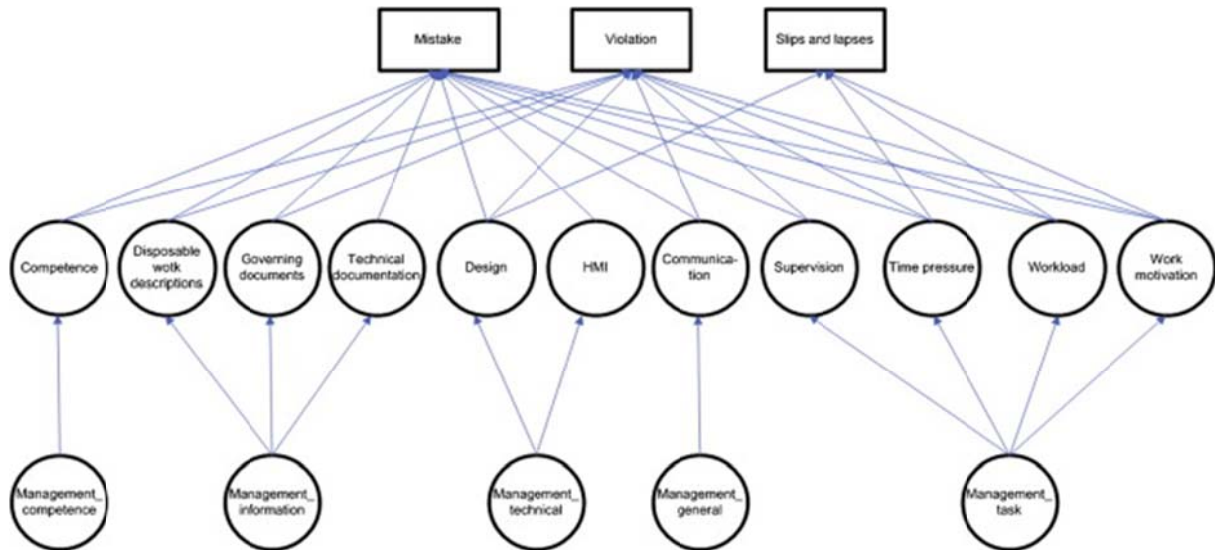 Mistake
Violation
Slips and lapses
Competence
Disposable
wotk
descriptions
Governing
documents
Technical
documentation
Design
HMI
Communica-
tion
Supervision
Time pressure
Workload
Work
motivation
Management_
competence
Management_
information
Management_
technical
Management_
general
Management_
task